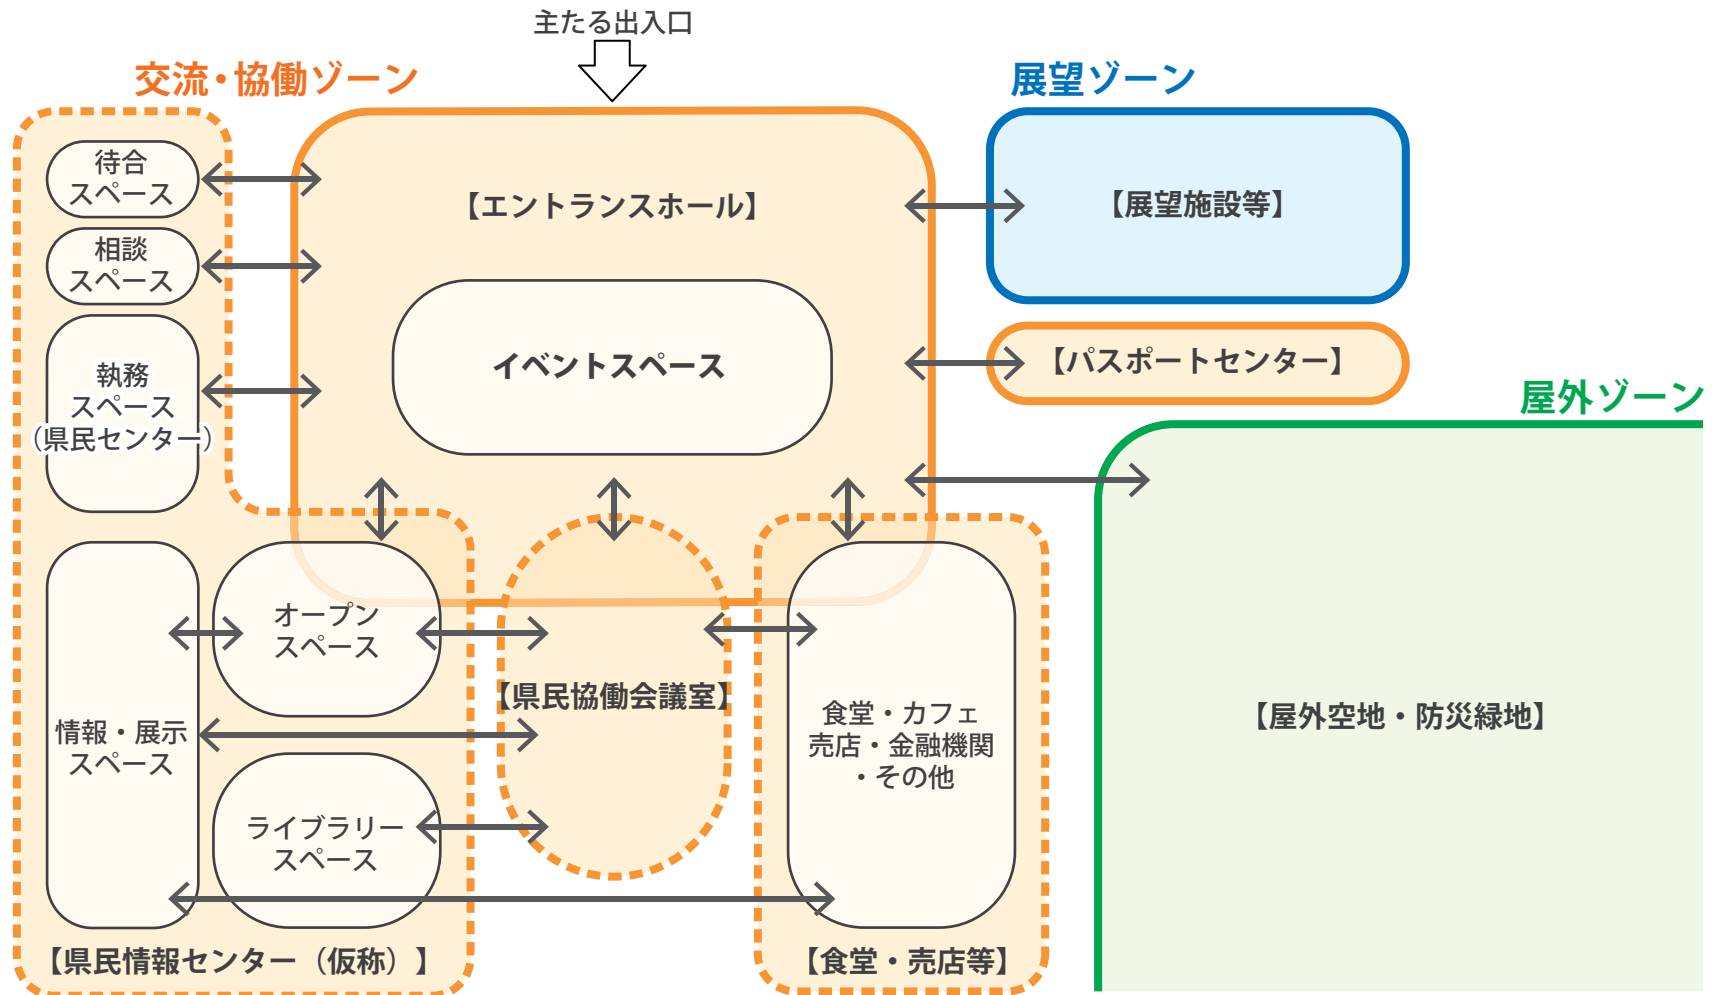 主たる出入口
交流・協働ゾーン
展望ゾーン
待合
スペース
相談
スペース
執務
スペース
（県民センター）
【エントランスホール】
イベントスペース
【展望施設等】
【パスポートセンター】
屋外ゾーン
【屋外空地・防災緑地】
オープン
スペース
情報・展示
スペース
ライブラリー
スペース
【県民協働会議室】
食堂・カフェ
売店・金融機関
・その他
【県民情報センター（仮称）】
【食堂・売店等】